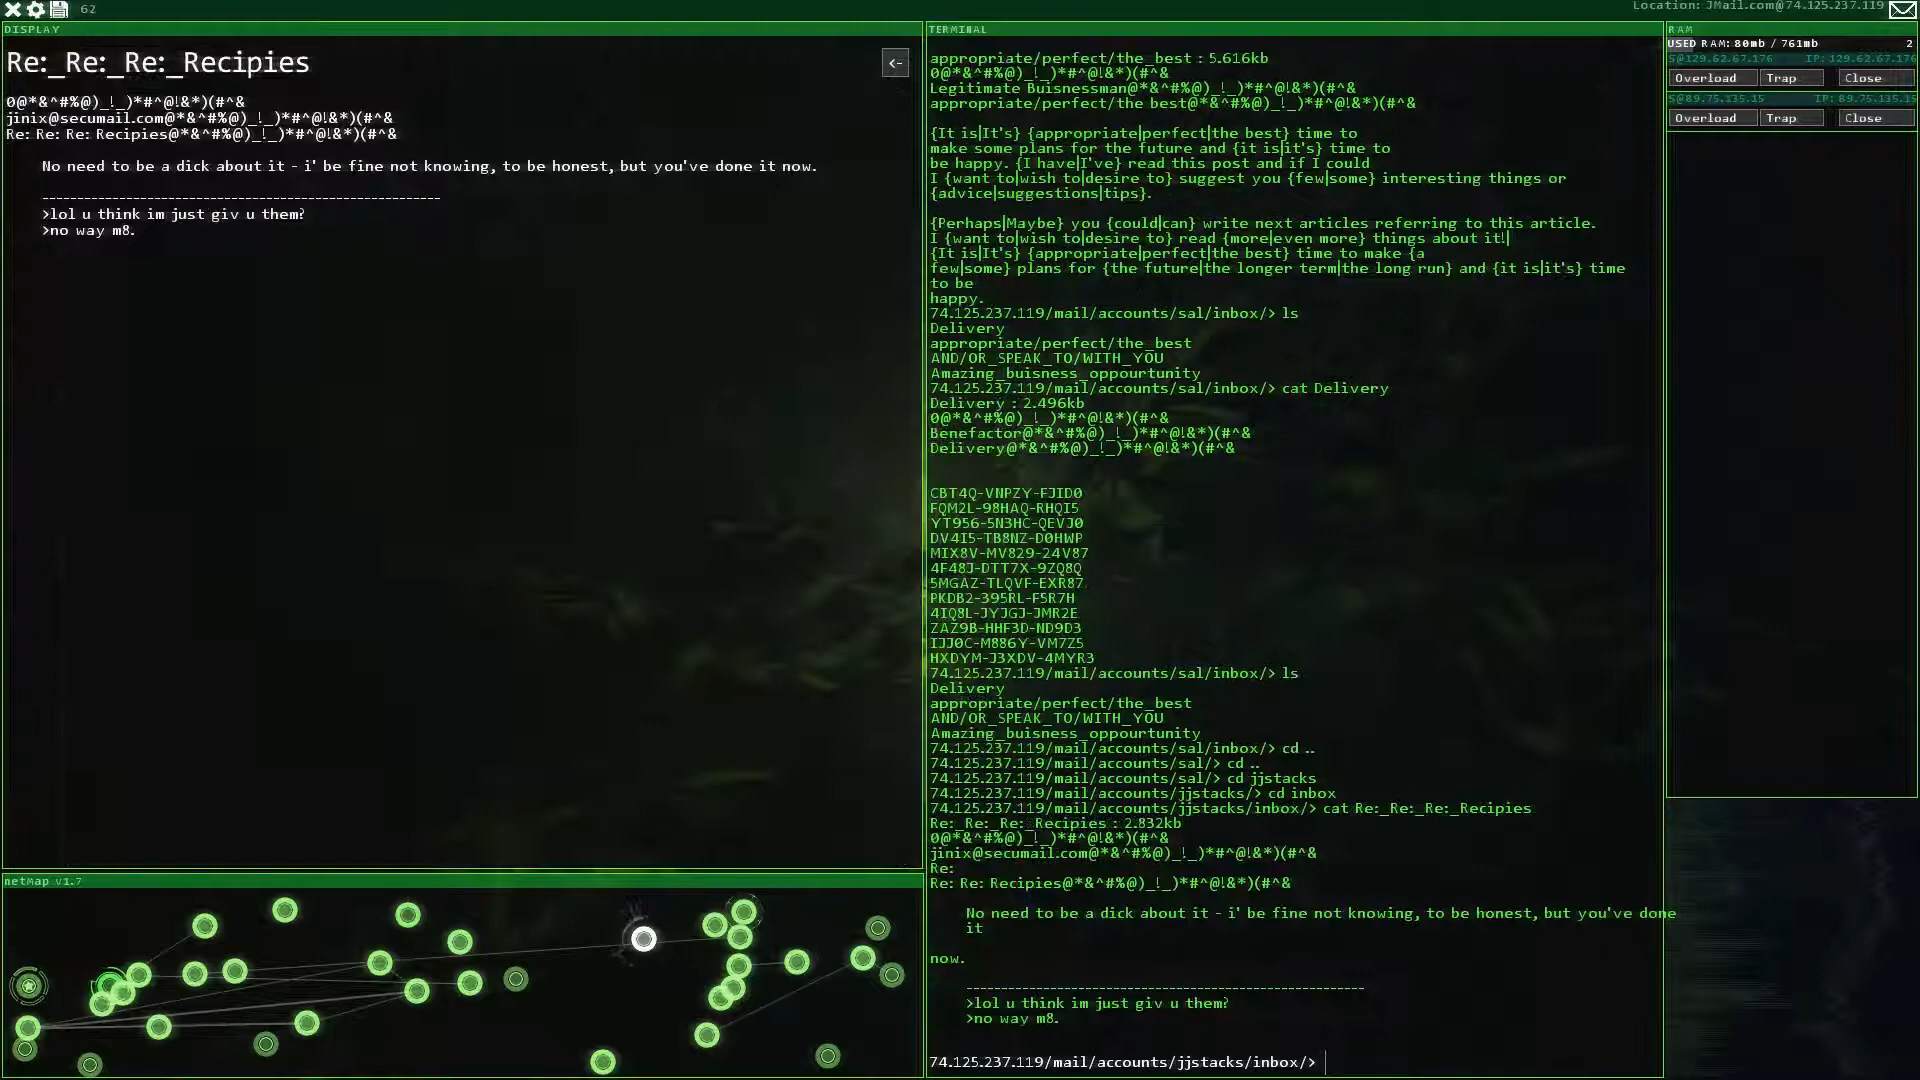 62
Location: JMail.com@74.125.237.119
DISPLAY
Re:_Re:_Re:_Recipies
<-
0@*&^#%@)_!_)*#^@!&*)(#^&
jinix@secumail.com@*&^#%@)_!_)*#^@!&*)(#^&
Re: Re: Re: Recipies@*&^#%@)_!_)*#^@!&*)(#^&
No need to be a dick about it - i' be fine not knowing, to be honest, but you've done it now.
---------------------------------------------------------
>lol u think im just giv u them?
>no way m8.
netMap v1.7
TERMINAL
appropriate/perfect/the_best : 5.616kb
0@*&^#%@)_!_)*#^@!&*)(#^&
Legitimate Buisnessman@*&^#%@)_!_)*#^@!&*)(#^&
appropriate/perfect/the best@*&^#%@)_!_)*#^@!&*)(#^&
{It is|It's} {appropriate|perfect|the best} time to
make some plans for the future and {it is|it's} time to
be happy. {I have|I've} read this post and if I could
I {want to|wish to|desire to} suggest you {few|some} interesting things or
{advice|suggestions|tips}.
{Perhaps|Maybe} you {could|can} write next articles referring to this article.
I {want to|wish to|desire to} read {more|even more} things about it!|
{It is|It's} {appropriate|perfect|the best} time to make {a
few|some} plans for {the future|the longer term|the long run} and {it is|it's} time
to be
happy.
74.125.237.119/mail/accounts/sal/inbox/> ls
Delivery
appropriate/perfect/the_best
AND/OR_SPEAK_TO/WITH_YOU
Amazing_buisness_oppourtunity
74.125.237.119/mail/accounts/sal/inbox/> cat Delivery
Delivery : 2.496kb
0@*&^#%@)_!_)*#^@!&*)(#^&
Benefactor@*&^#%@)_!_)*#^@!&*)(#^&
Delivery@*&^#%@)_!_)*#^@!&*)(#^&
CBT4Q-VNPZY-FJID0
FQM2L-98HAQ-RHQI5
YT956-5N3HC-QEVJ0
DV4I5-TB8NZ-D0HWP
MIX8V-MV829-24V87
4F48J-DTT7X-9ZQ8Q
5MGAZ-TLQVF-EXR87
PKDB2-395RL-F5R7H
4IQ8L-JYJGJ-JMR2E
ZAZ9B-HHF3D-ND9D3
IJJ0C-M886Y-VM7Z5
HXDYM-J3XDV-4MYR3
74.125.237.119/mail/accounts/sal/inbox/> ls
Delivery
appropriate/perfect/the_best
AND/OR_SPEAK_TO/WITH_YOU
Amazing_buisness_oppourtunity
74.125.237.119/mail/accounts/sal/inbox/> cd ..
74.125.237.119/mail/accounts/sal/> cd ..
74.125.237.119/mail/accounts/sal/> cd jjstacks
74.125.237.119/mail/accounts/jjstacks/> cd inbox
74.125.237.119/mail/accounts/jjstacks/inbox/> cat Re:_Re:_Re:_Recipies
Re:_Re:_Re:_Recipies : 2.832kb
0@*&^#%@)_!_)*#^@!&*)(#^&
jinix@secumail.com@*&^#%@)_!_)*#^@!&*)(#^&
Re:
Re: Re: Recipies@*&^#%@)_!_)*#^@!&*)(#^&
No need to be a dick about it - i' be fine not knowing, to be honest, but you've done
it
now.
---------------------------------------------------------
>lol u think im just giv u them?
>no way m8.
74.125.237.119/mail/accounts/jjstacks/inbox/>
RAM
USED RAM: 80mb / 761mb 2
S@129.62.67.176 IP: 129.62.67.176
Overload Trap Close
S@89.75.135.15 IP: 89.75.135.15
Overload Trap Close